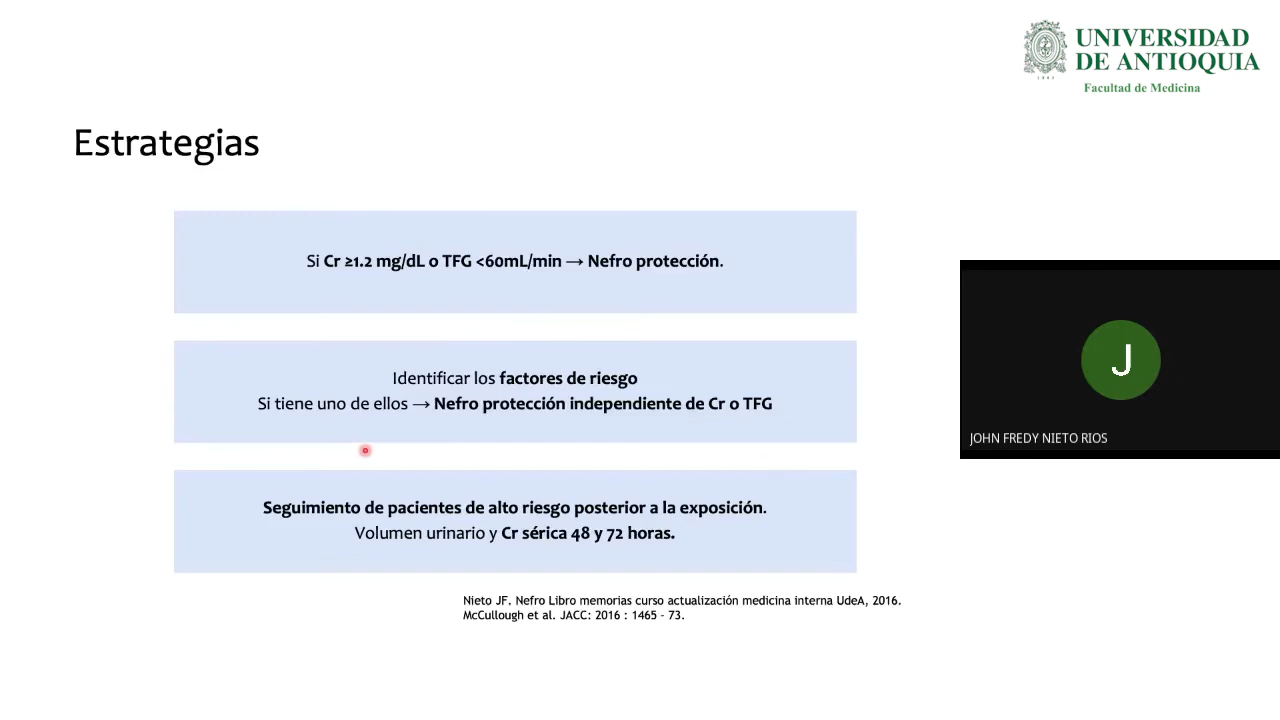 UNIVERSIDAD
DE ANTIOQUIA
Facultad de Medicina
Estrategias
Si Cr ≥1.2 mg/dL o TFG <60mL/min → Nefro protección.
Identificar los factores de riesgo
Si tiene uno de ellos → Nefro protección independiente de Cr o TFG
Seguimiento de pacientes de alto riesgo posterior a la exposición.
Volumen urinario y Cr sérica 48 y 72 horas.
J
JOHN FREDY NIETO RIOS
Nieto JF. Nefro Libro memorias curso actualización medicina interna UdeA, 2016.
McCullough et al. JACC: 2016 : 1465 - 73.